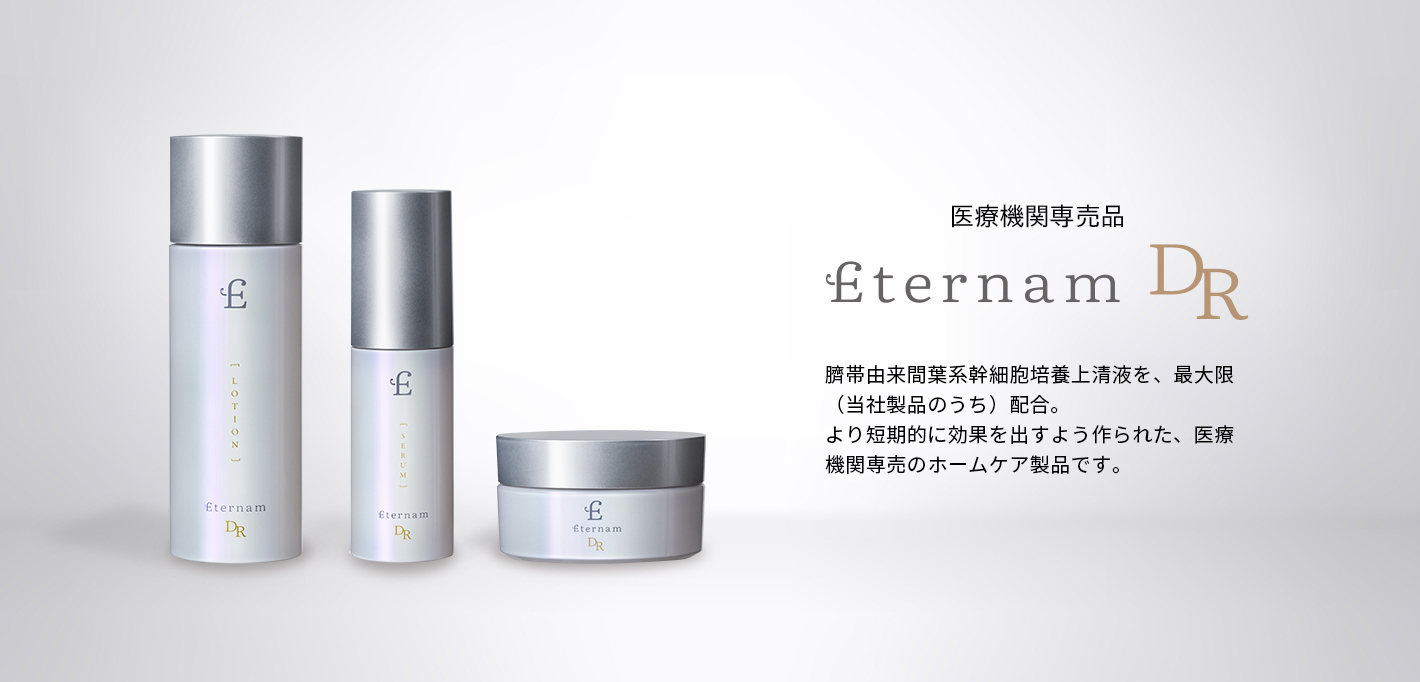 医療機関専売品
Eternam DR
臍帯由来間葉系幹細胞培養上清液を、最大限
（当社製品のうち）配合。
より短期的に効果を出すよう作られた、医療
機関専売のホームケア製品です。
E
[LOTION]
Eternam
DR
E
[SERUM]
Eternam
DR
E
Eternam
DR